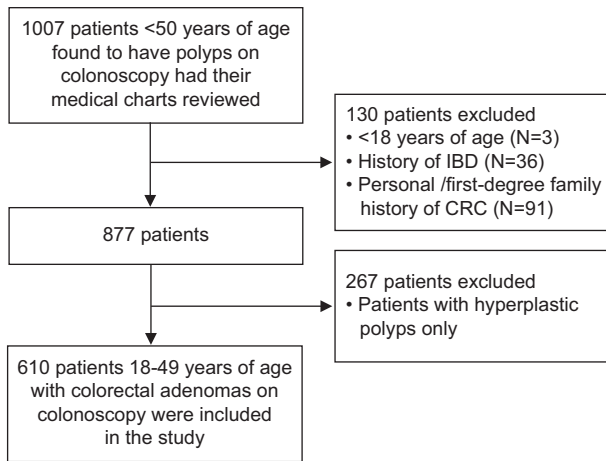 1007 patients <50 years of age
found to have polyps on
colonoscopy had their
medical charts reviewed
130 patients excluded
• <18 years of age (N=3)
• History of IBD (N=36)
• Personal /first-degree family
history of CRC (N=91)
877 patients
267 patients excluded
• Patients with hyperplastic
polyps only
610 patients 18-49 years of age
with colorectal adenomas on
colonoscopy were included
in the study